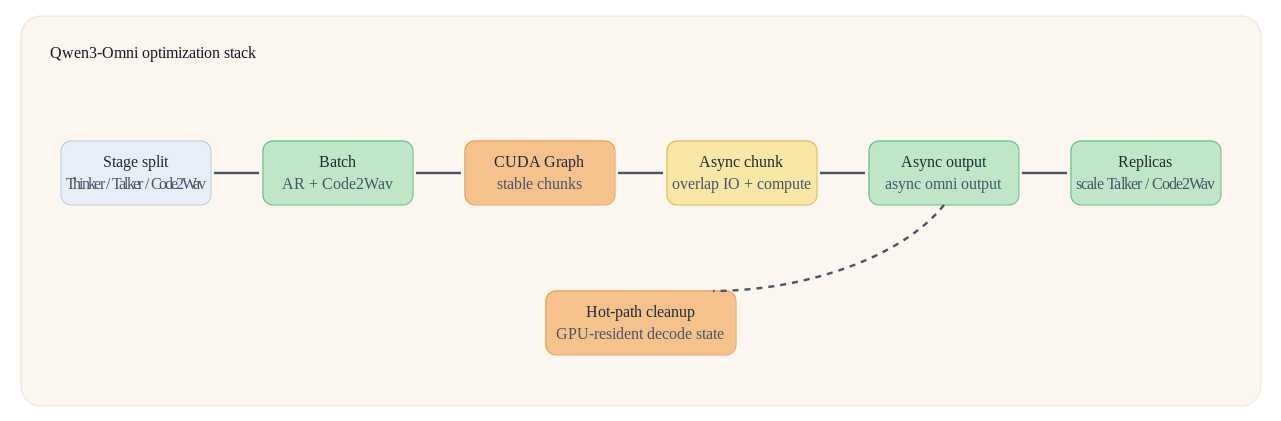 Qwen3-Omni optimization stack
Stage split
Thinker / Talker / Code2Wav
Batch
AR + Code2Wav
CUDA Graph
stable chunks
Async chunk
overlap IO + compute
Async output
async omni output
Replicas
scale Talker / Code2Wav
Hot-path cleanup
GPU-resident decode state